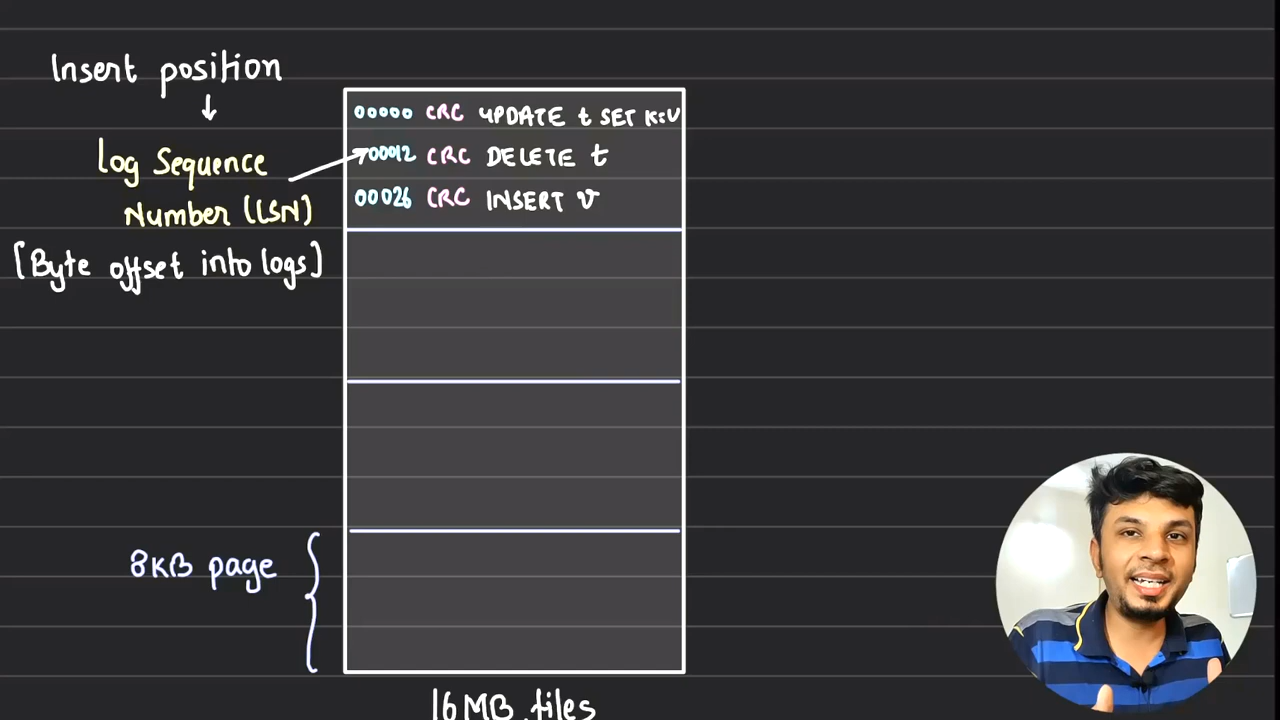 Insert position
Log Sequence
Number (LSN)
[Byte offset into logs]
00000 CRC UPDATE t SET K:V
00012 CRC DELETE t
00026 CRC INSERT v
8KB page
16MB files